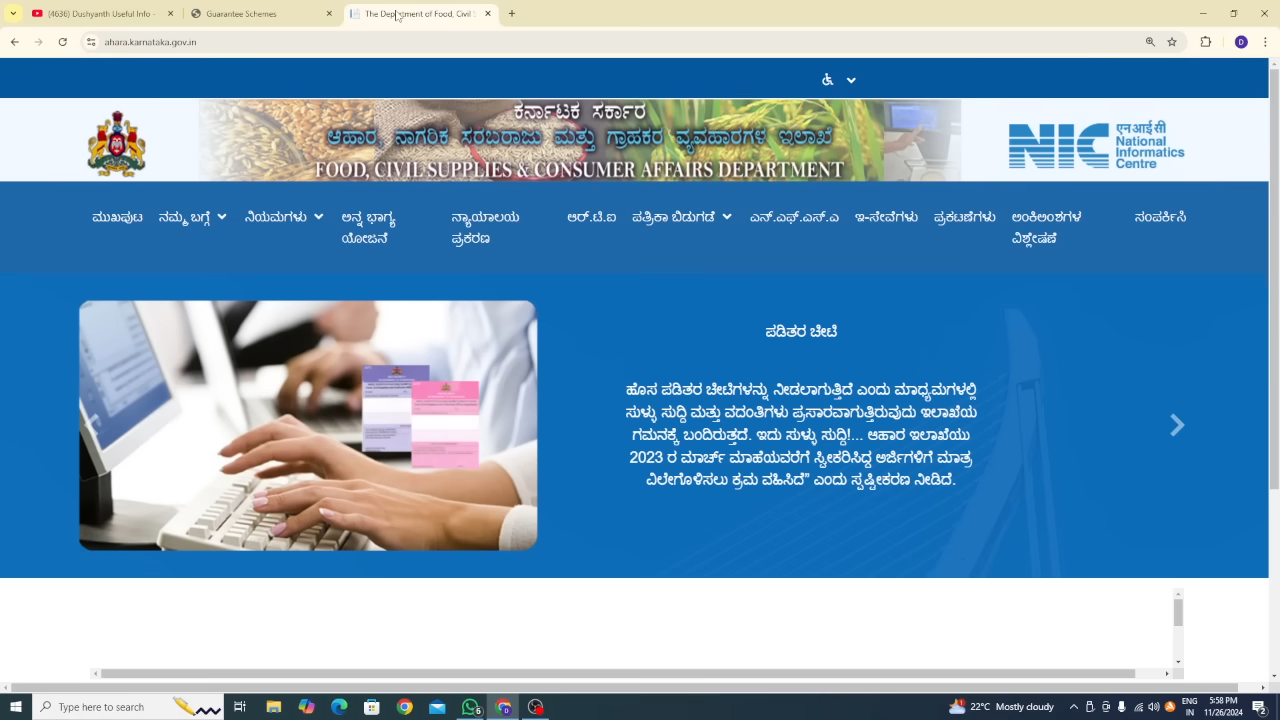 (4636) Dushyanth Useful Info -
Guarantee Schemes
The Department of Food, Civil S
ahara.karnataka.gov.in
ಕರ್ನಾಟಕ ಸರ್ಕಾರ
ಆಹಾರ, ನಾಗರಿಕ ಸರಬರಾಜು ಮತ್ತು ಗ್ರಾಹಕರ ವ್ಯವಹಾರಗಳ ಇಲಾಖೆ
FOOD, CIVIL SUPPLIES & CONSUMER AFFAIRS DEPARTMENT
NIC
एन आई सी
National
Informatics
Centre
ಮುಖಪುಟ ನಮ್ಮ ಬಗ್ಗೆ ನಿಯಮಗಳು ಅನ್ನ ಭಾಗ್ಯ ಯೋಜನೆ ನ್ಯಾಯಾಲಯ ಪ್ರಕರಣ ಆರ್.ಟಿ.ಐ ಪತ್ರಿಕಾ ಬಿಡುಗಡೆ ಎನ್.ಎಫ್.ಎಸ್.ಎ ಇ-ಸೇವೆಗಳು ಪ್ರಕಟಣೆಗಳು ಅಂಕಿಅಂಶಗಳ ವಿಶ್ಲೇಷಣೆ ಸಂಪರ್ಕಿಸಿ
ಪಡಿತರ ಚೀಟಿ
ಹೊಸ ಪಡಿತರ ಚೀಟಿಗಳನ್ನು ನೀಡಲಾಗುತ್ತಿದೆ ಎಂದು ಮಾಧ್ಯಮಗಳಲ್ಲಿ
ಸುಳ್ಳು ಸುದ್ದಿ ಮತ್ತು ವದಂತಿಗಳು ಪ್ರಸಾರವಾಗುತ್ತಿರುವುದು ಇಲಾಖೆಯ
ಗಮನಕ್ಕೆ ಬಂದಿರುತ್ತದೆ. ಇದು ಸುಳ್ಳು ಸುದ್ದಿ!... ಆಹಾರ ಇಲಾಖೆಯು
2023 ರ ಮಾರ್ಚ್ ಮಾಹೆಯವರೆಗೆ ಸ್ವೀಕರಿಸಿದ್ದ ಅರ್ಜಿಗಳಿಗೆ ಮಾತ್ರ
ವಿಲೇಗೊಳಿಸಲು ಕ್ರಮ ವಹಿಸಿದೆ” ಎಂದು ಸ್ಪಷ್ಟೀಕರಣ ನೀಡಿದೆ.
Type here to search
22°C Mostly cloudy
ENG
IN
5:58 PM
11/26/2024